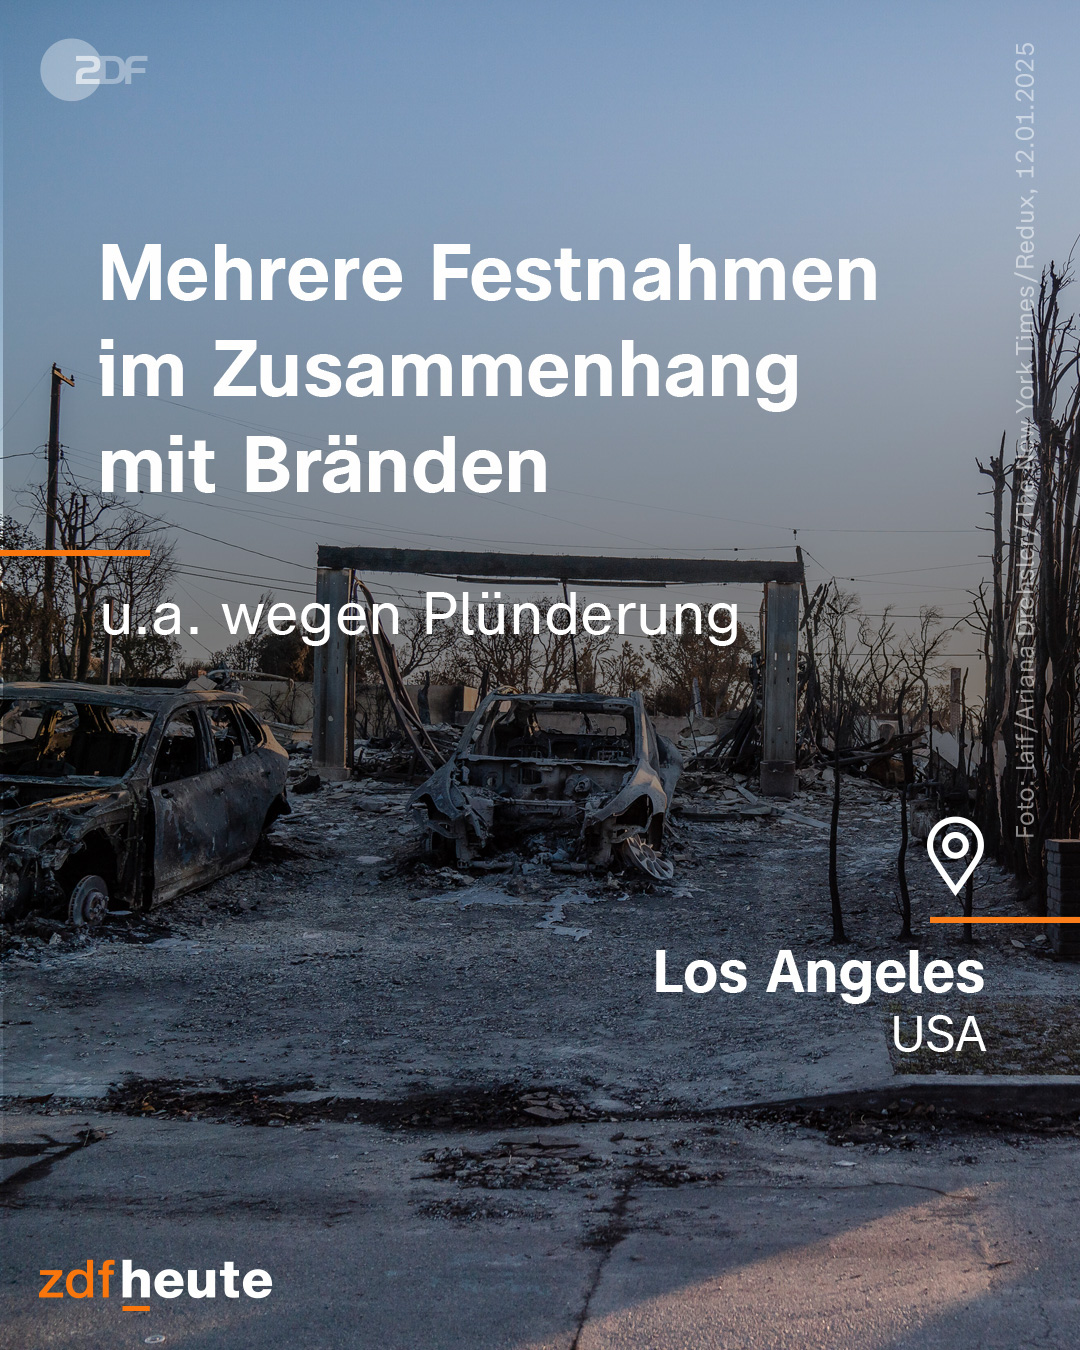 ZDF
Foto: laif/Ariana Drehsler/The New York Times/Redux, 12.01.2025
Mehrere Festnahmen
im Zusammenhang
mit Bränden
u.a. wegen Plünderung
Los Angeles
USA
zdfheute